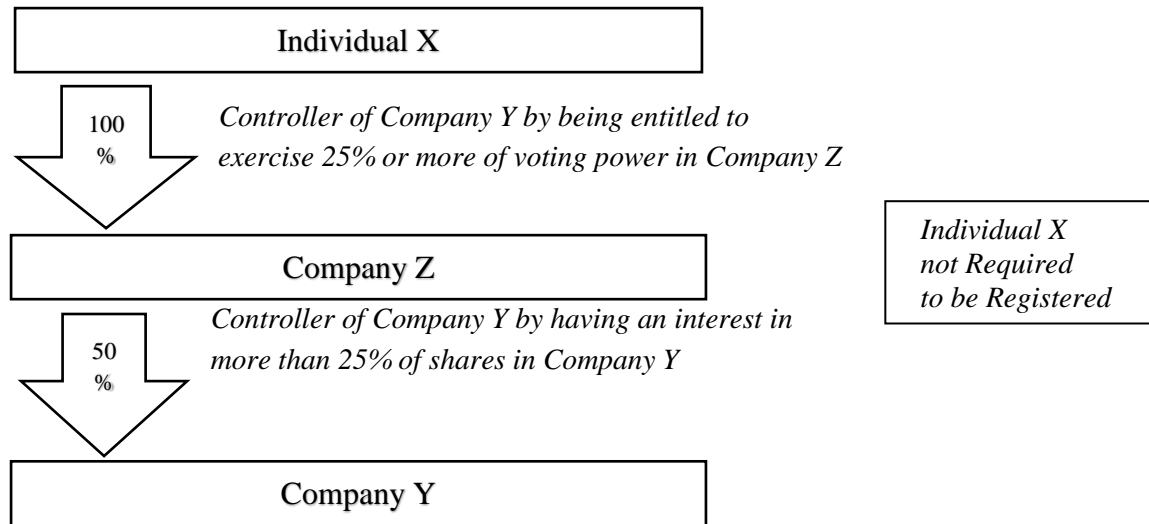 Individual X
100
%
Controller of Company Y by being entitled to
exercise 25% or more of voting power in Company Z
Individual X
not Required
to be Registered
Company Z
50
%
Controller of Company Y by having an interest in
more than 25% of shares in Company Y
Company Y